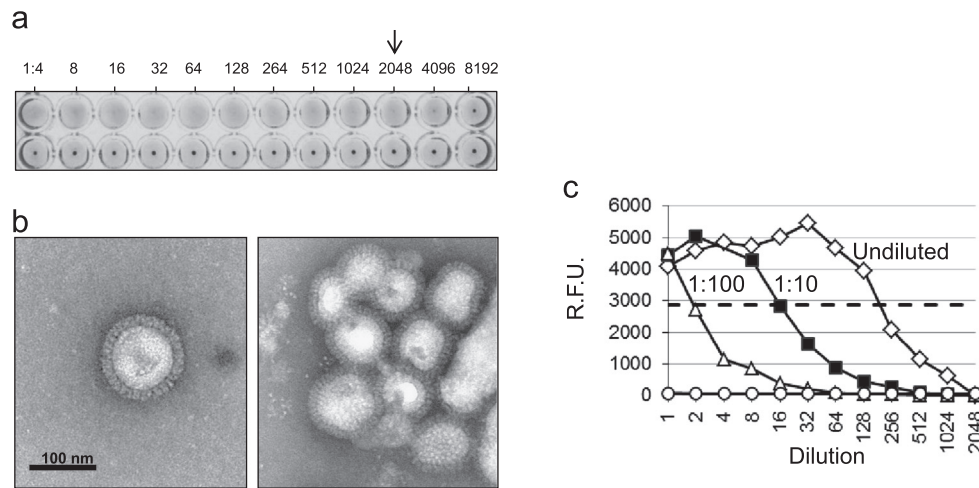 a
1:4 8 16 32 64 128 264 512 1024 2048 4096 8192
b
100 nm
c
6000
5000
4000
3000
2000
1000
0
R.F.U.
Undiluted
1:100 1:10
1 2 4 8 16 32 64 128 256 512 1024 2048
Dilution